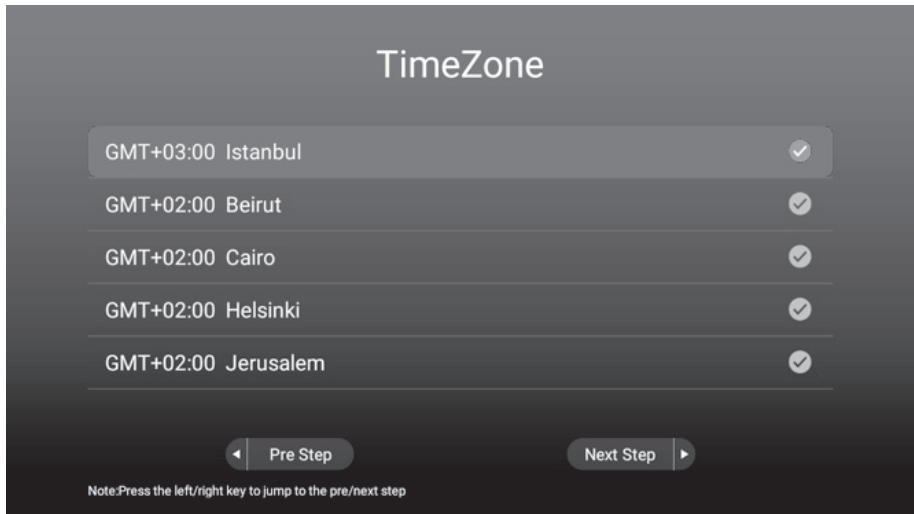 TimeZone
GMT+03:00 Istanbul
GMT+02:00 Beirut
GMT+02:00 Cairo
GMT+02:00 Helsinki
GMT+02:00 Jerusalem
Pre Step
Next Step
Note:Press the left/right key to jump to the pre/next step